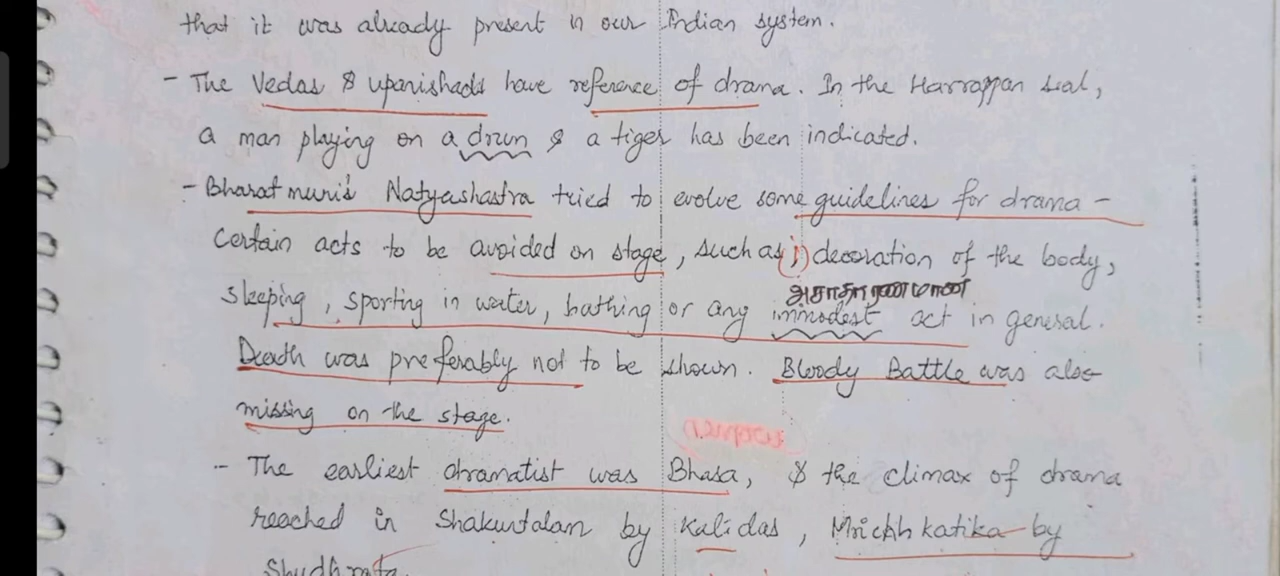 that it was already present in our Indian system.
- The Vedas & upanishads have reference of drama. In the Harrappan seal,
a man playing on a drum & a tiger has been indicated.
- Bharat muni's Natyashastra tried to evolve some guidelines for drama -
Certain acts to be avoided on stage, such as i) decoration of the body,
அசாதாரணமான
sleeping, sporting in water, bathing or any immodest act in general.
Death was preferably not to be shown. Bloody Battle was also
missing on the stage.
- The earliest dramatist was Bhasa, & the climax of drama
reached in Shakuntalan by Kalidas, Mrichhkatika by
Shudhrata.